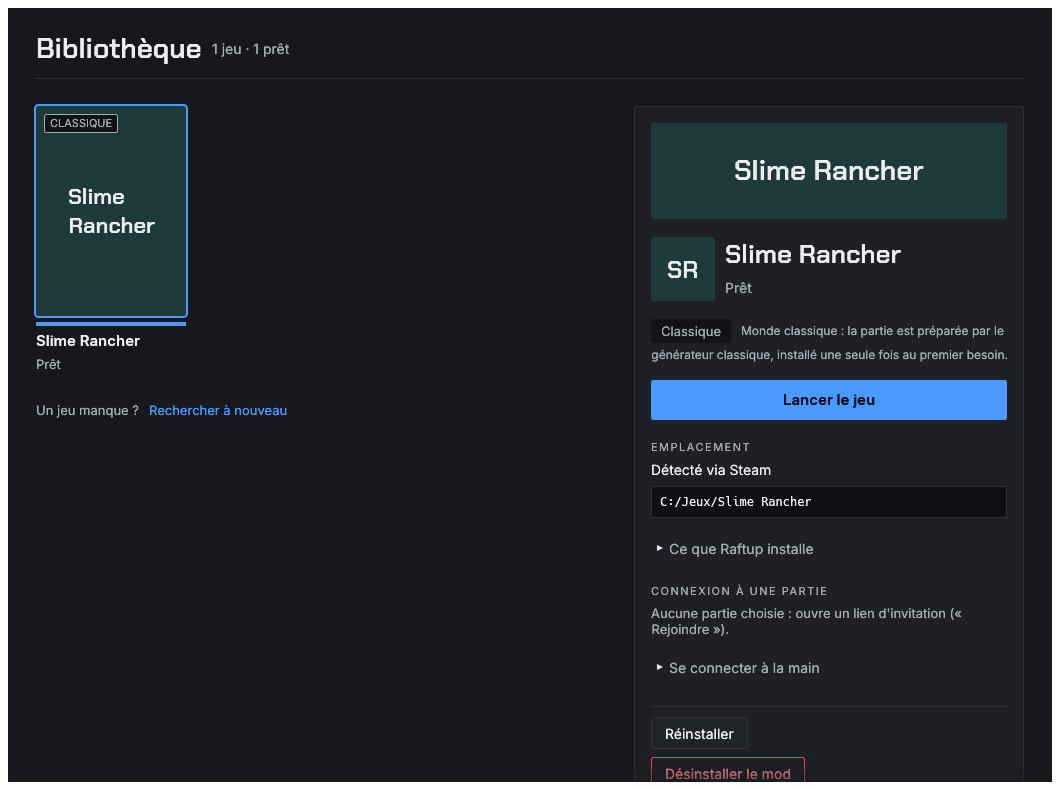 Bibliothèque 1 jeu · 1 prêt
CLASSIQUE
Slime
Rancher
Slime Rancher
Prêt
Un jeu manque ? Rechercher à nouveau
Slime Rancher
SR
Slime Rancher
Prêt
Classique Monde classique : la partie est préparée par le
générateur classique, installé une seule fois au premier besoin.
Lancer le jeu
EMPLACEMENT
Détecté via Steam
C:/Jeux/Slime Rancher
Ce que Raftup installe
CONNEXION À UNE PARTIE
Aucune partie choisie : ouvre un lien d'invitation («
Rejoindre »).
Se connecter à la main
Réinstaller
Désinstaller le mod